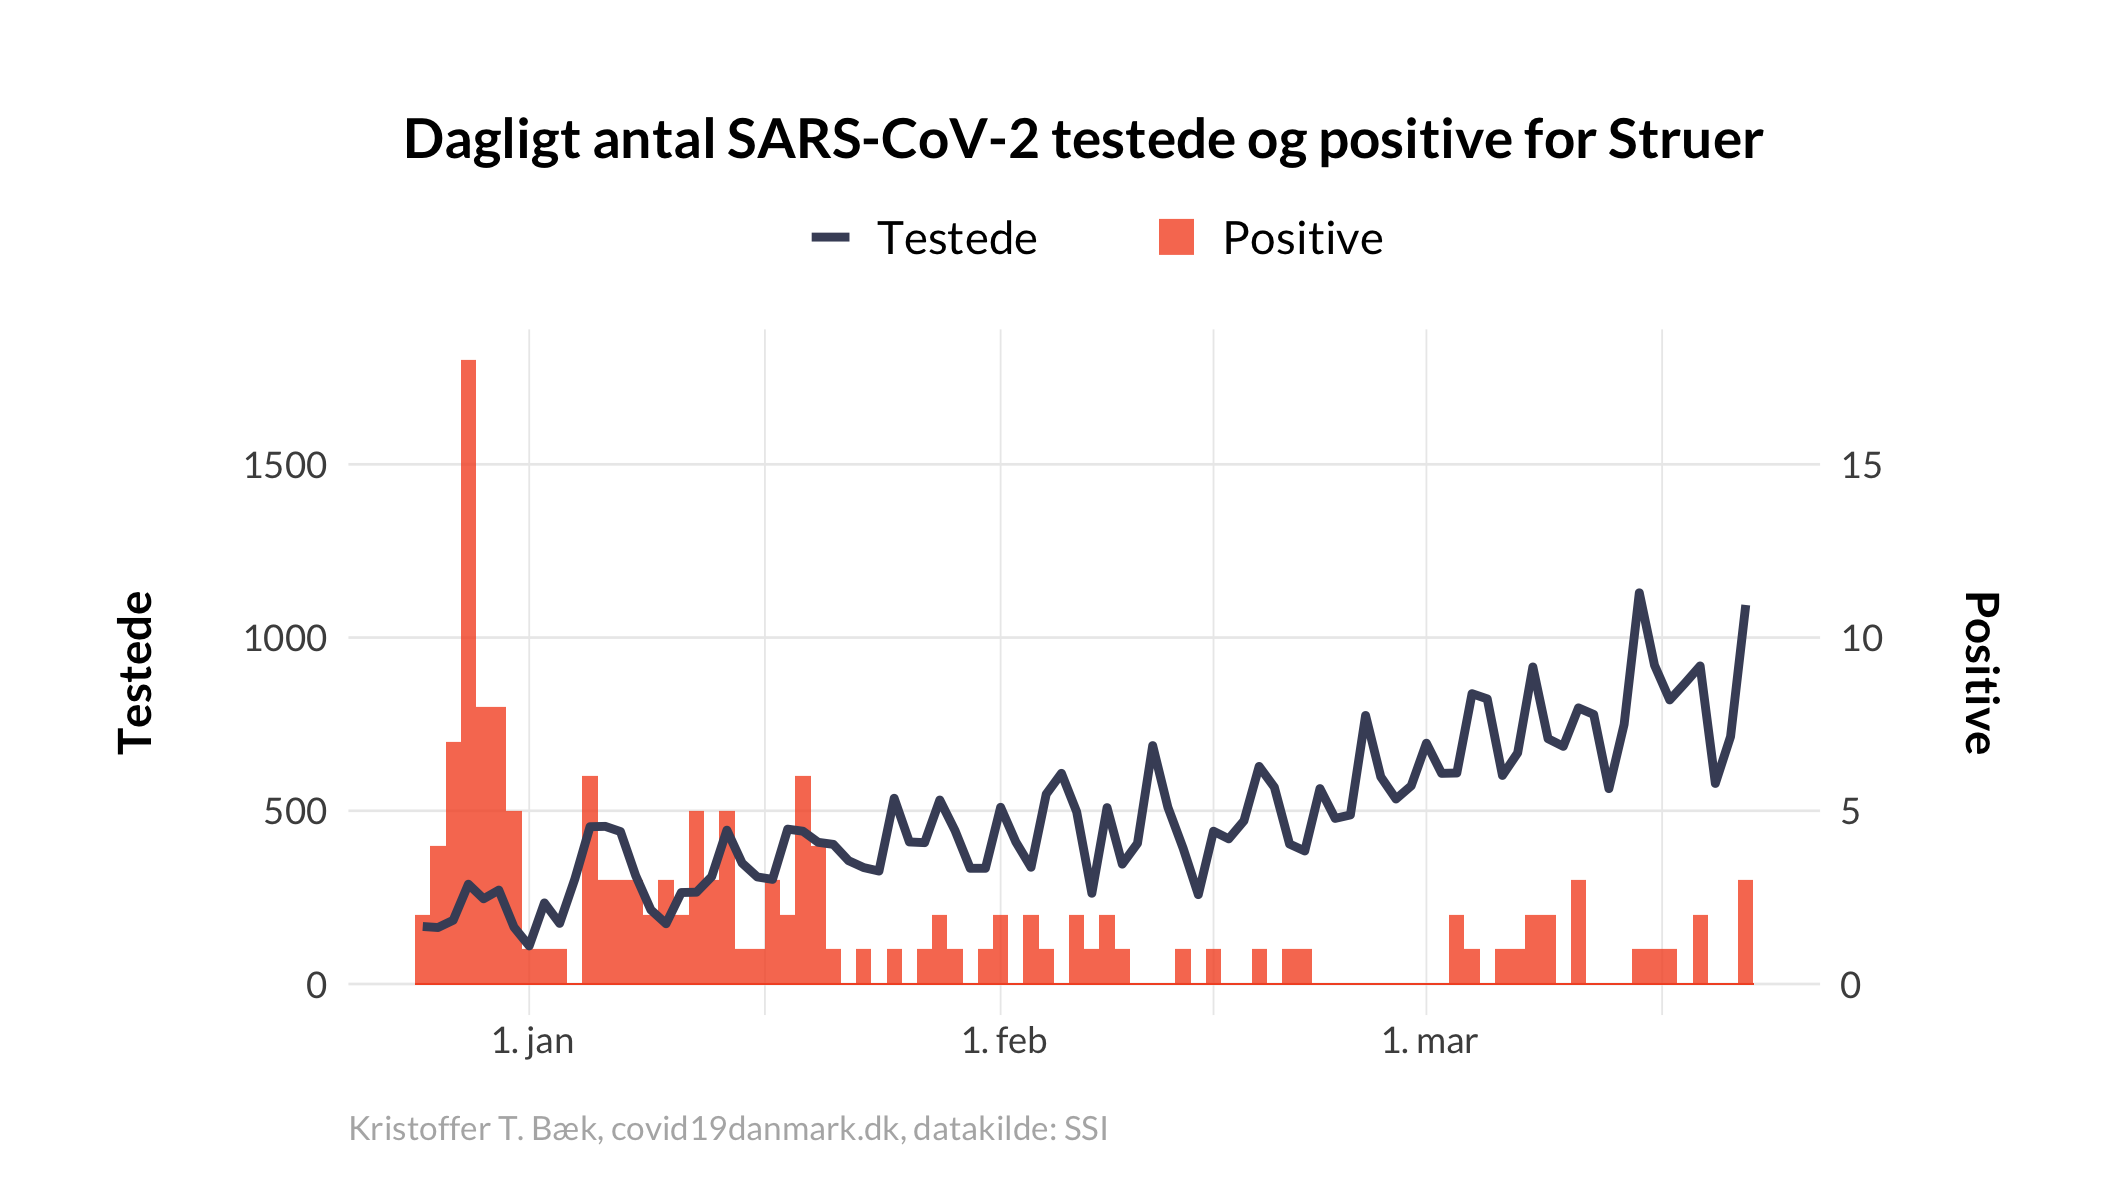 Dagligt antal SARS-CoV-2 testede og positive for Struer
Testede
Positive
Testede
1500
1000
500
0
15
10
5
0
Positive
1. jan
1. feb
1. mar
Kristoffer T. Bæk, covid19danmark.dk, datakilde: SSI